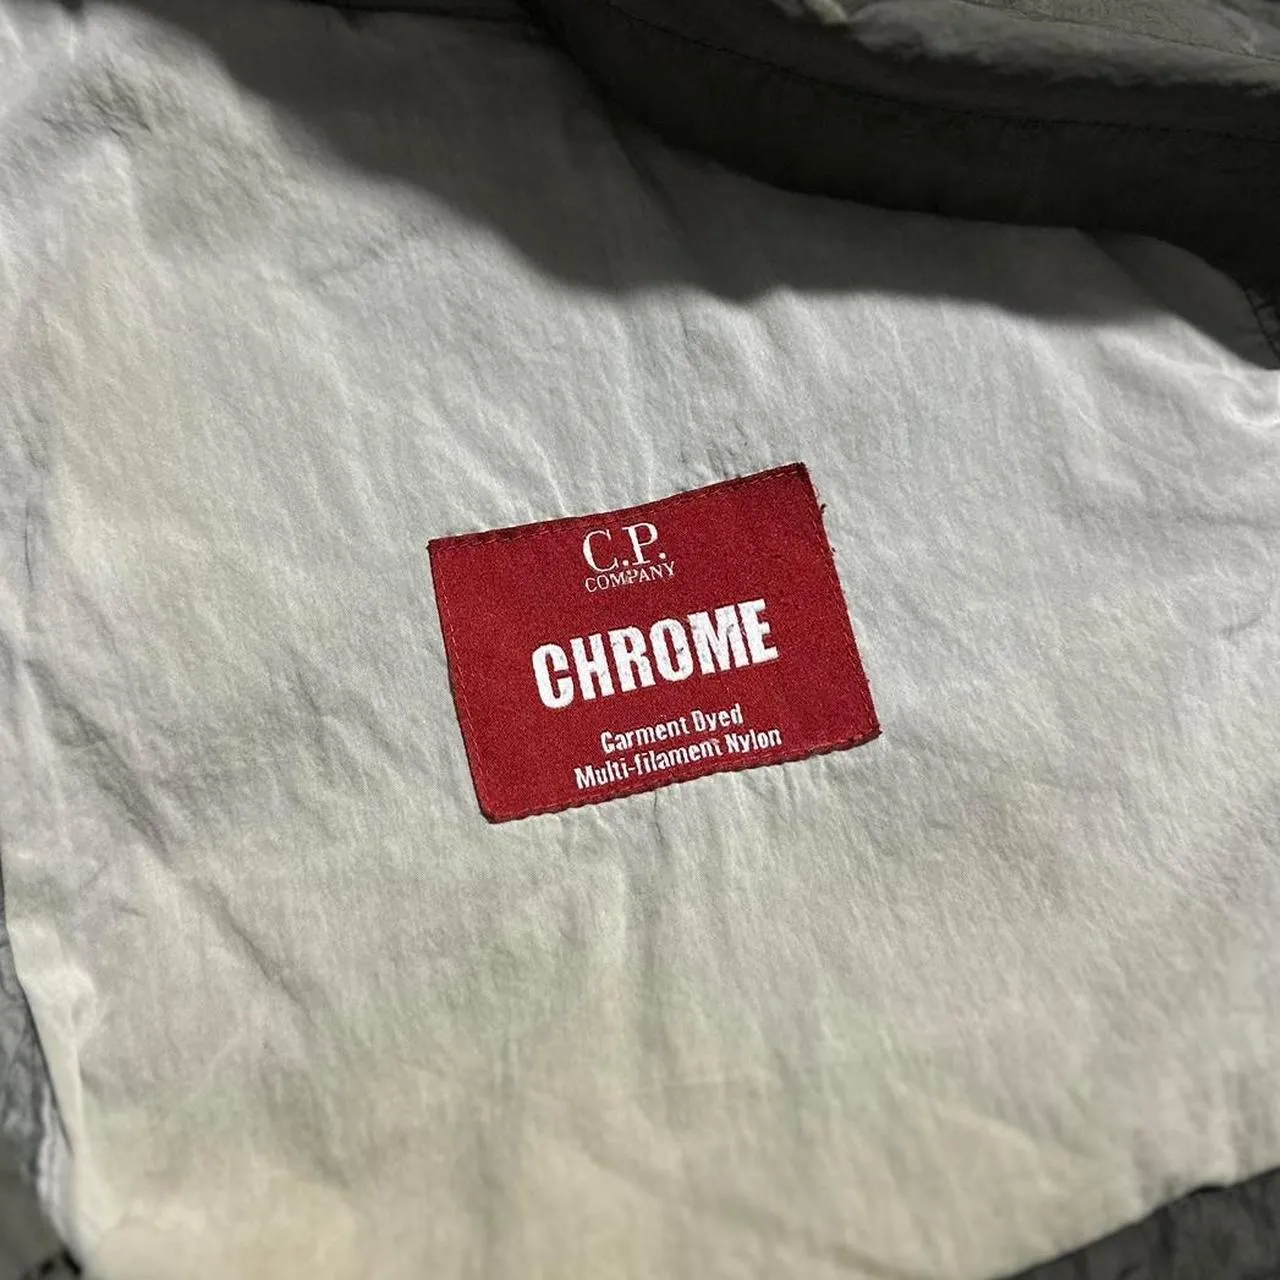 C.P.
COMPANY
CHROME
Garment Dyed
Multi-filament Nylon